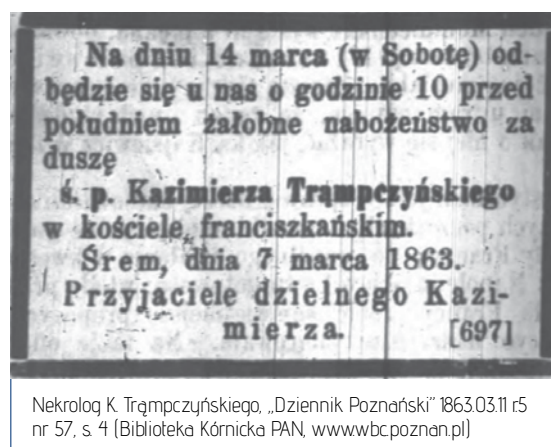 Na dniu 14 marca (w Sobotę) od-
będzie się u nas o godzinie 10 przed
południem żałobne nabożeństwo za
duszę
ś. p. Kazimierza Trąmpczyńskiego
w kościele franciszkańskim.
Śrem, dnia 7 marca 1863.
Przyjaciele dzielnego Kazi-
mierza. [697]
Nekrolog K. Trąmpczyńskiego, „Dziennik Poznański” 1863.03.11 r.5
nr 57, s. 4 (Biblioteka Kórnicka PAN, www.wbc.poznan.pl)